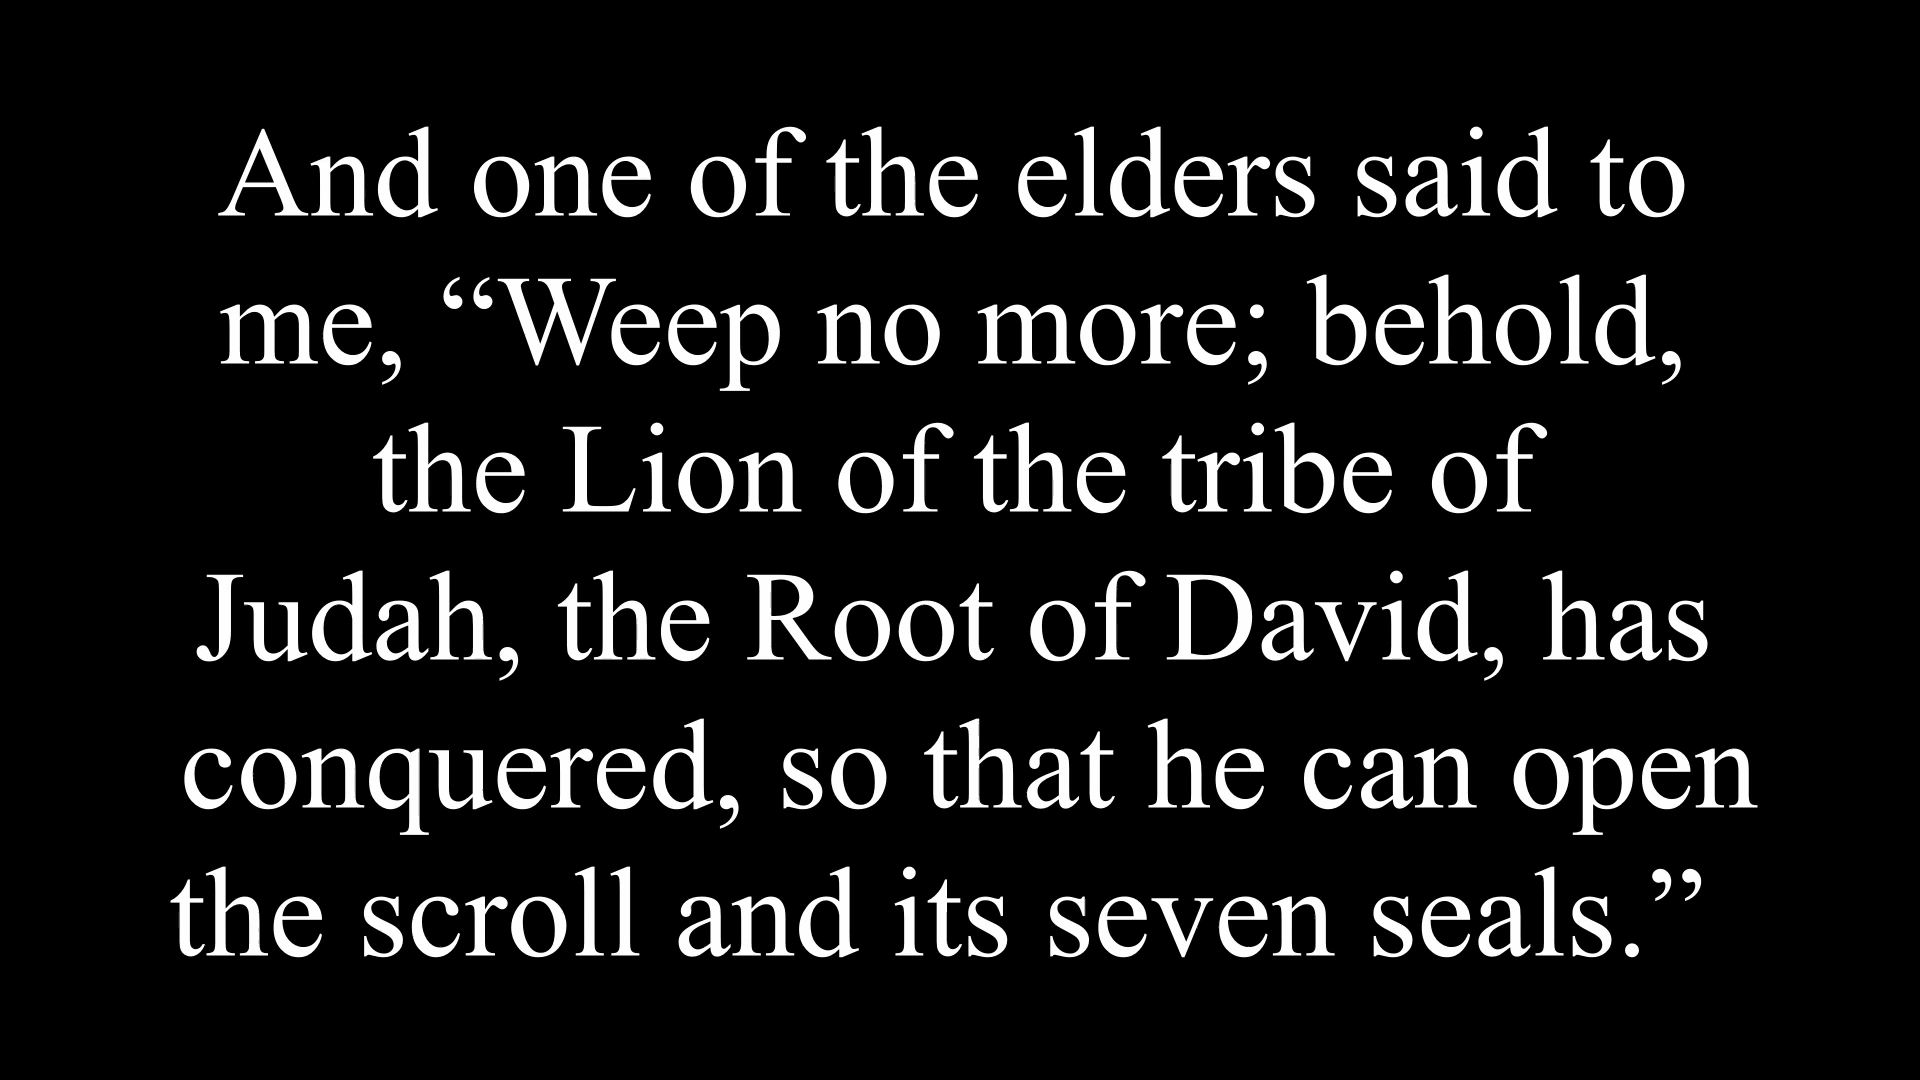 And one of the elders said to
me, “Weep no more; behold,
the Lion of the tribe of
Judah, the Root of David, has
conquered, so that he can open
the scroll and its seven seals.”